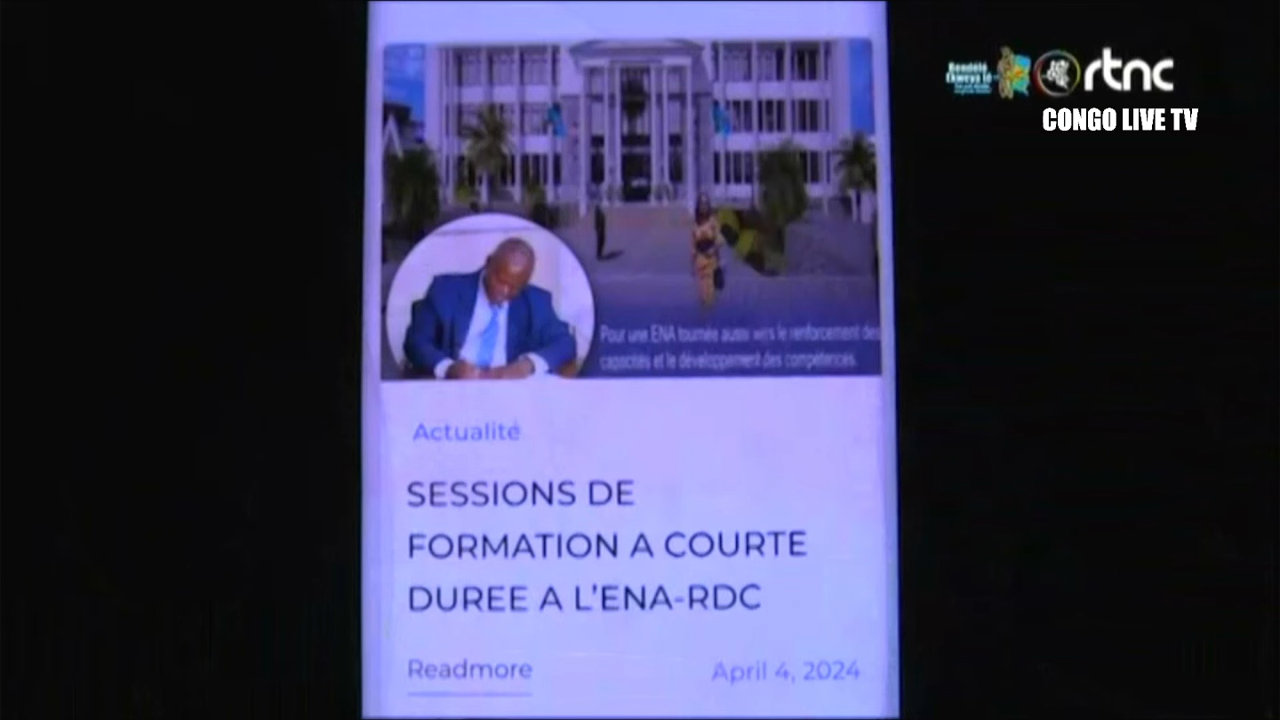 rtnc
CONGO LIVE TV
Pour une ENA tournée aussi vers le renforcement des
capacités et le développement des compétences.
Actualité
SESSIONS DE
FORMATION A COURTE
DUREE A L'ENA-RDC
Readmore
April 4, 2024